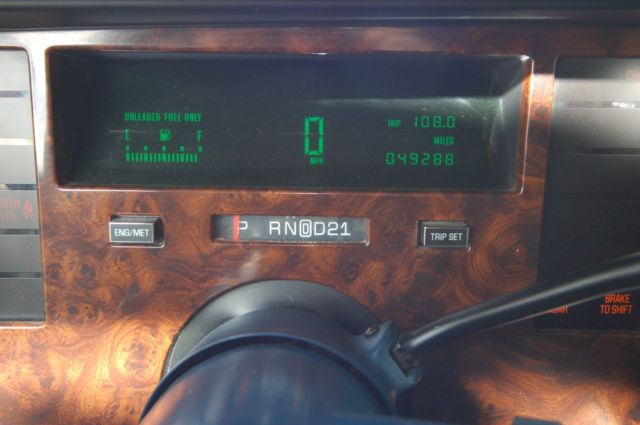 UNLEADED FUEL ONLY
E F
0
MPH
TRIP 108.0
MILES
049288
ENG/MET
P RN D D21
TRIP SET
BRAKE
TO SHIFT